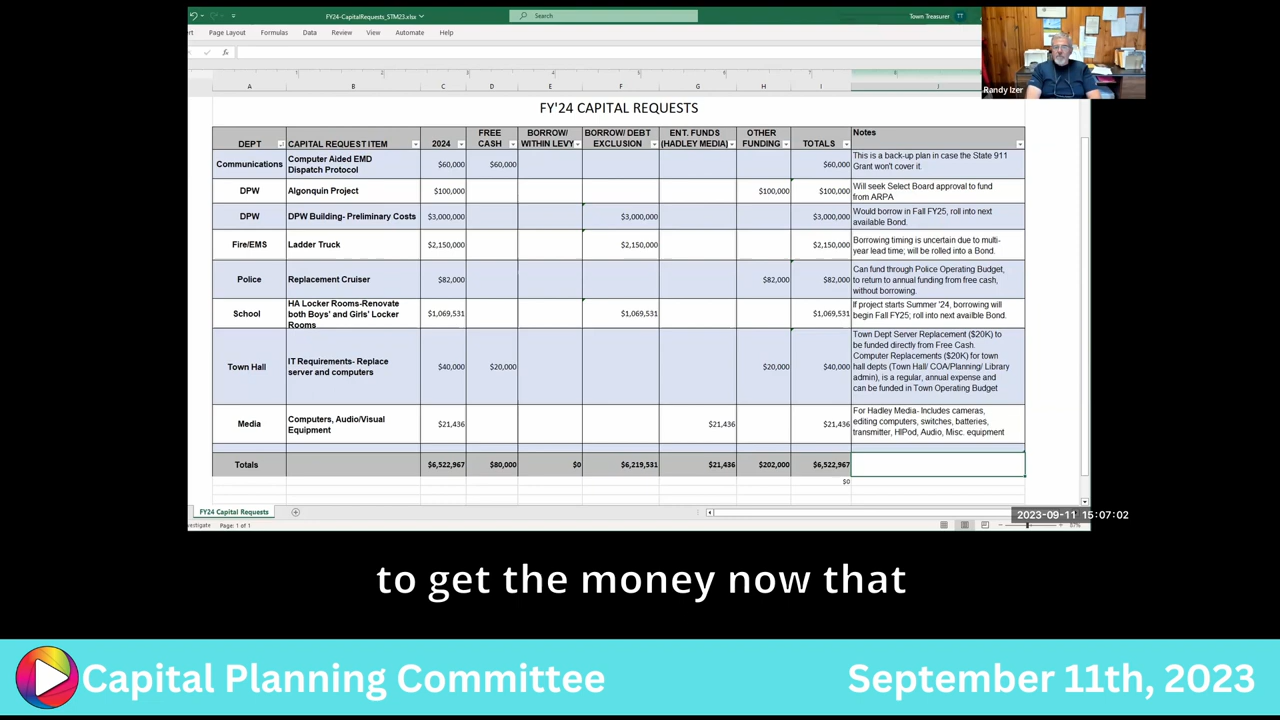 FY24-CapitalRequests_STM23.xlsx
Search
Town Treasurer
TT
Page Layout Formulas Data Review View Automate Help
Randy Izer
A B C D E F G H I J
FY'24 CAPITAL REQUESTS
DEPT CAPITAL REQUEST ITEM 2024 FREE CASH BORROW/ WITHIN LEVY BORROW/ DEBT EXCLUSION ENT. FUNDS (HADLEY MEDIA) OTHER FUNDING TOTALS Notes
Communications Computer Aided EMD Dispatch Protocol $60,000 $60,000 $60,000 This is a back-up plan in case the State 911 Grant won't cover it.
DPW Algonquin Project $100,000 $100,000 $100,000 Will seek Select Board approval to fund from ARPA
DPW DPW Building- Preliminary Costs $3,000,000 $3,000,000 $3,000,000 Would borrow in Fall FY25, roll into next available Bond.
Fire/EMS Ladder Truck $2,150,000 $2,150,000 $2,150,000 Borrowing timing is uncertain due to multi-year lead time; will be rolled into a Bond.
Police Replacement Cruiser $82,000 $82,000 $82,000 Can fund through Police Operating Budget, to return to annual funding from free cash, without borrowing.
School HA Locker Rooms-Renovate both Boys' and Girls' Locker Rooms $1,069,531 $1,069,531 $1,069,531 If project starts Summer '24, borrowing will begin Fall FY25; roll into next availble Bond.
Town Hall IT Requirements- Replace server and computers $40,000 $20,000 $20,000 $40,000 Town Dept Server Replacement ($20K) to be funded directly from Free Cash. Computer Replacements ($20K) for town hall depts (Town Hall/ COA/Planning/ Library admin), is a regular, annual expense and can be funded in Town Operating Budget
Media Computers, Audio/Visual Equipment $21,436 $21,436 $21,436 For Hadley Media- Includes cameras, editing computers, switches, batteries, transmitter, HIPod, Audio, Misc. equipment
Totals $6,522,967 $80,000 $0 $6,219,531 $21,436 $202,000 $6,522,967
$0
FY24 Capital Requests
2023-09-11 15:07:02
Page: 1 of 1
to get the money now that
Capital Planning Committee September 11th, 2023